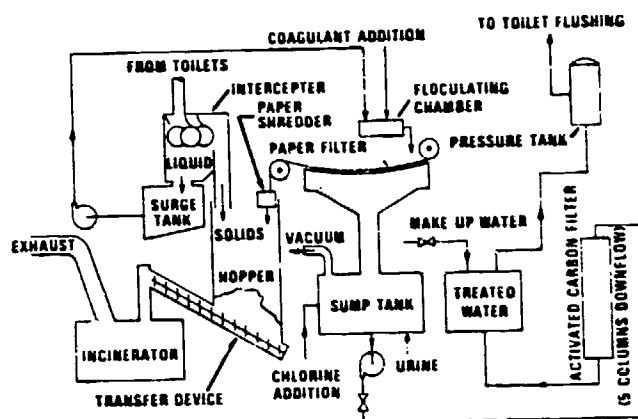 COAGULANT ADDITION
TO TOILET FLUSHING
FROM TOILETS
INTERCEPTER
PAPER
SHREDDER
FLOCULATING
CHAMBER
PAPER FILTER
PRESSURE TANK
LIQUID
SURGE
TANK
MAKE UP WATER
EXHAUST
SOLIDS
VACUUM
HOPPER
SUMP TANK
TREATED
WATER
ACTIVATED CARBON FILTER
(5 COLUMNS DOWNFLOW)
INCINERATOR
URINE
CHLORINE
ADDITION
TRANSFER DEVICE